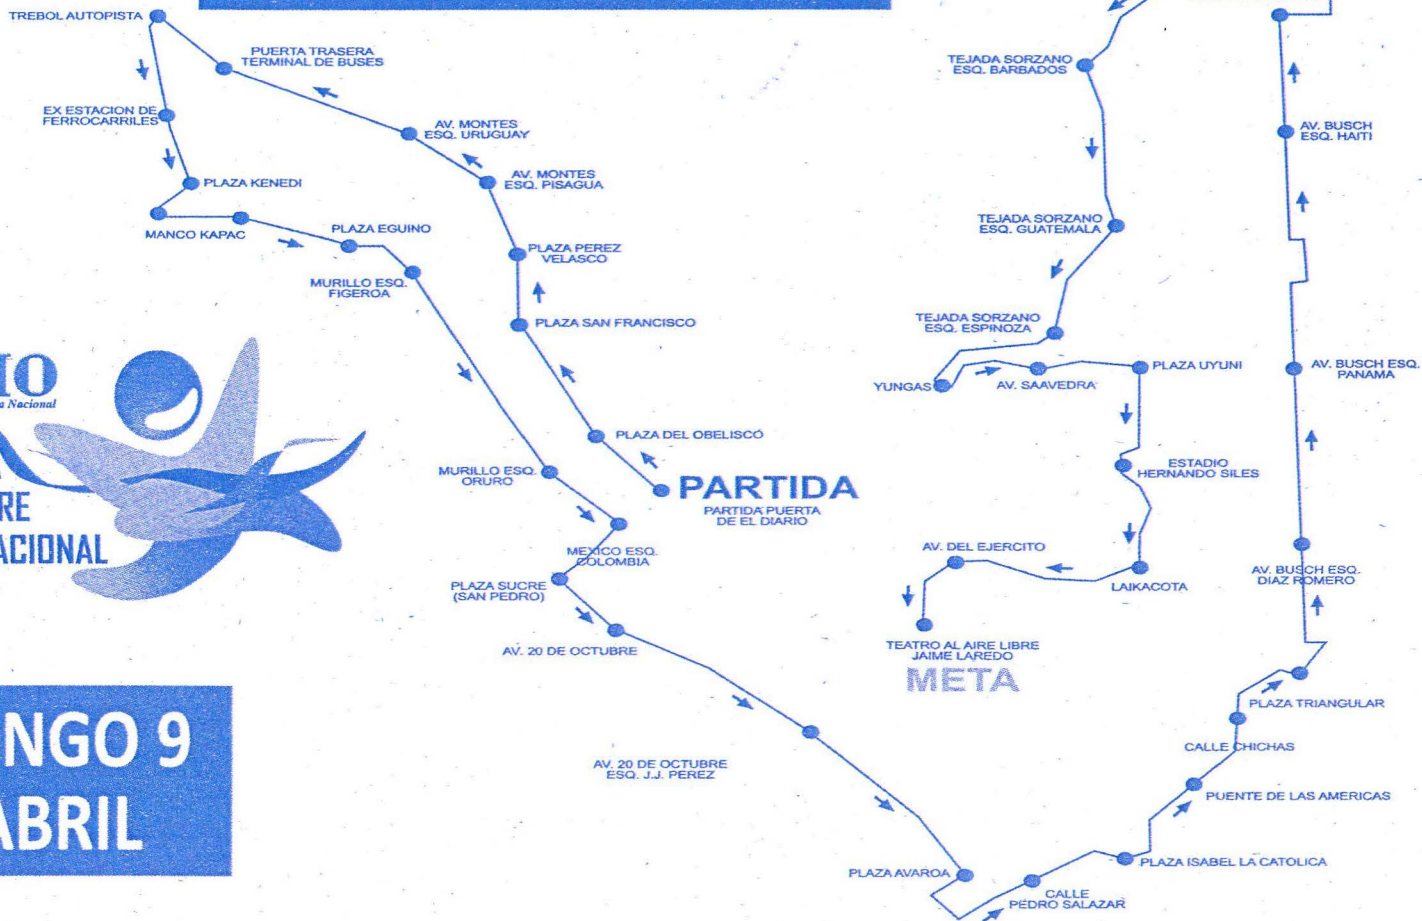 TREBOL AUTOPISTA
PUERTA TRASERA
TERMINAL DE BUSES
EX ESTACION DE
FERROCARRILES
AV. MONTES
ESQ. URUGUAY
AV. MONTES
ESQ. PISAGUA
PLAZA KENEDI
MANCO KAPAC
PLAZA EGUINO
PLAZA PEREZ
VELASCO
MURILLO ESQ.
FIGEROA
PLAZA SAN FRANCISCO
PLAZA DEL OBELISCO
MURILLO ESQ.
ORURO
PARTIDA
PARTIDA PUERTA
DE EL DIARIO
MEXICO ESQ.
COLOMBIA
PLAZA SUCRE
(SAN PEDRO)
AV. 20 DE OCTUBRE
AV. 20 DE OCTUBRE
ESQ. J.J. PEREZ
PLAZA AVAROA
CALLE
PEDRO SALAZAR
PLAZA ISABEL LA CATOLICA
PUENTE DE LAS AMERICAS
CALLE CHICHAS
PLAZA TRIANGULAR
AV. BUSCH ESQ.
DIAZ ROMERO
AV. BUSCH ESQ.
PANAMA
AV. BUSCH
ESQ. HAITI
TEJADA SORZANO
ESQ. BARBADOS
TEJADA SORZANO
ESQ. GUATEMALA
TEJADA SORZANO
ESQ. ESPINOZA
YUNGAS
AV. SAAVEDRA
PLAZA UYUNI
ESTADIO
HERNANDO SILES
LAIKACOTA
AV. DEL EJERCITO
TEATRO AL AIRE LIBRE
JAIME LAREDO
META
IO
a Nacional
RE
ACIONAL
NGO 9
ABRIL